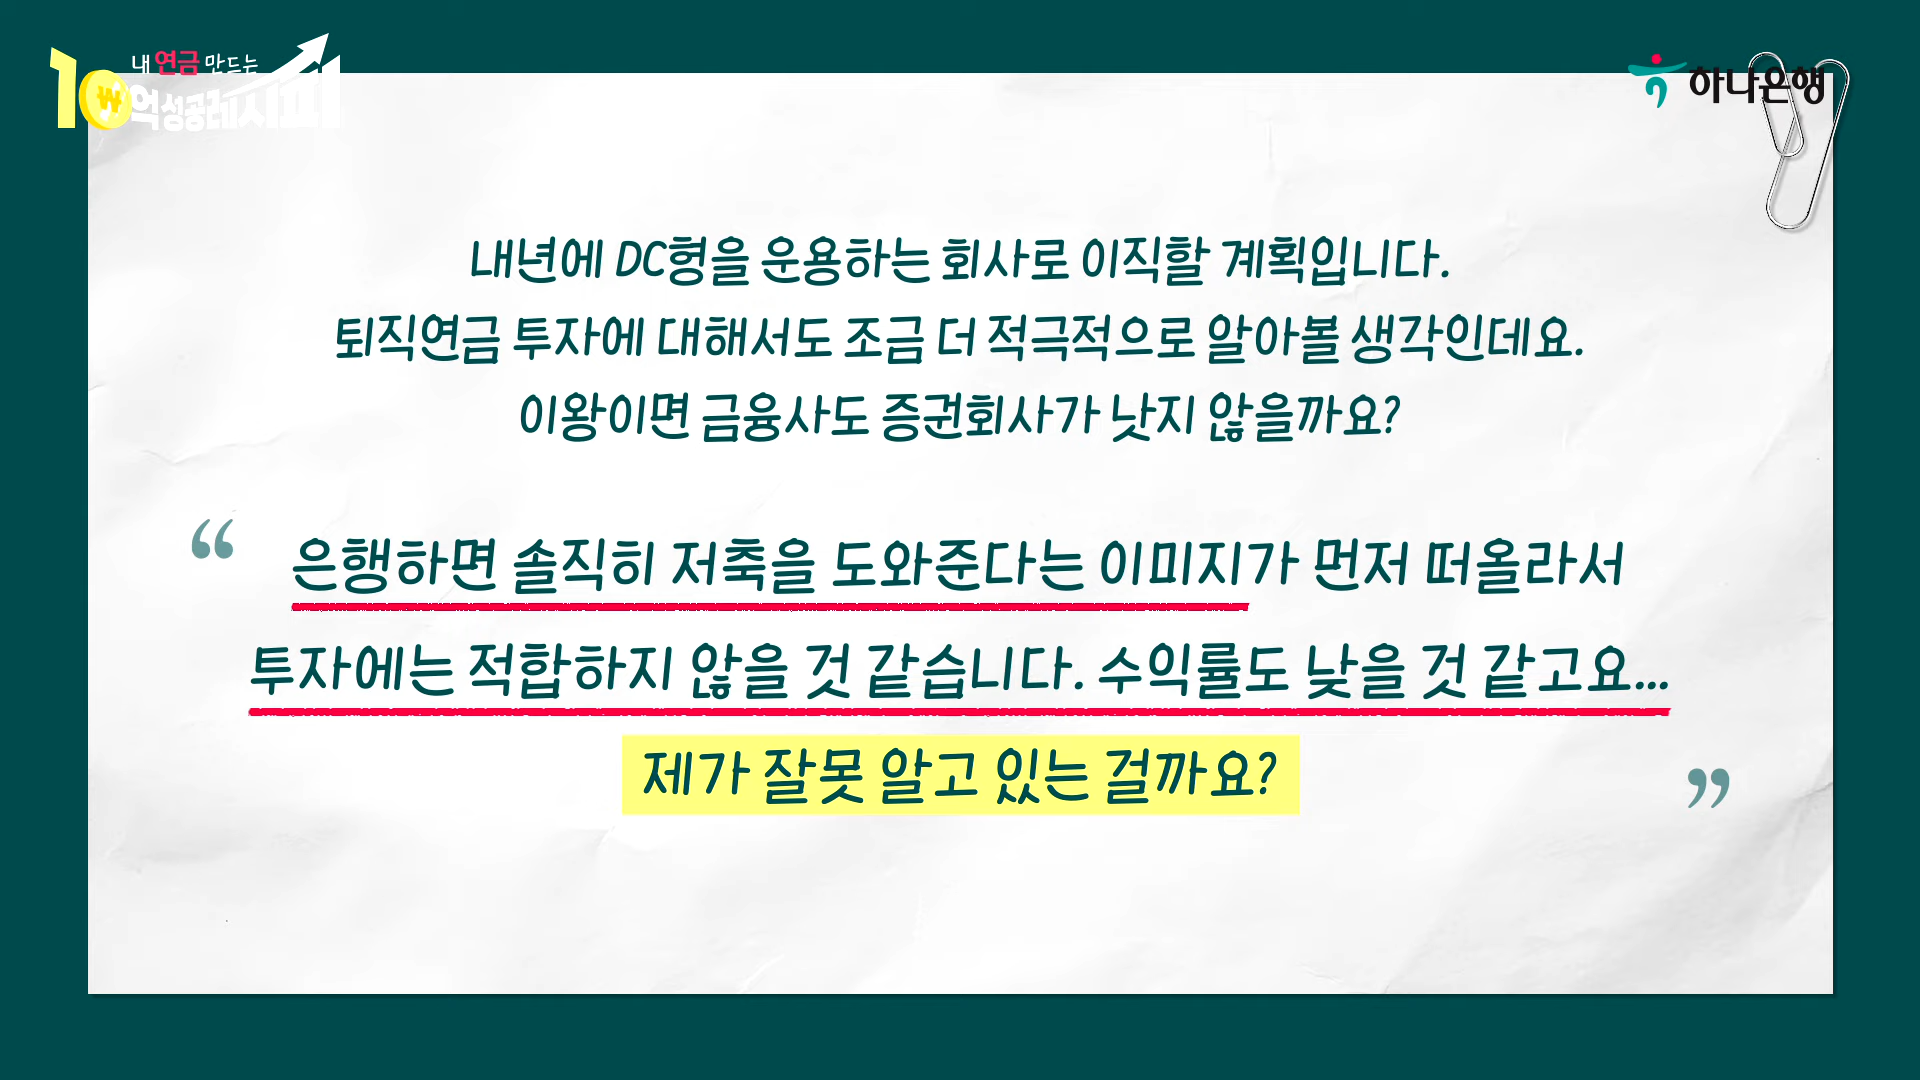 내 연금 만드는
10억 성공레시피
하나은행
내년에 DC형을 운용하는 회사로 이직할 계획입니다.
퇴직연금 투자에 대해서도 조금 더 적극적으로 알아볼 생각인데요.
이왕이면 금융사도 증권회사가 낫지 않을까요?
“은행하면 솔직히 저축을 도와준다는 이미지가 먼저 떠올라서
투자에는 적합하지 않을 것 같습니다. 수익률도 낮을 것 같고요...
제가 잘못 알고 있는 걸까요?”